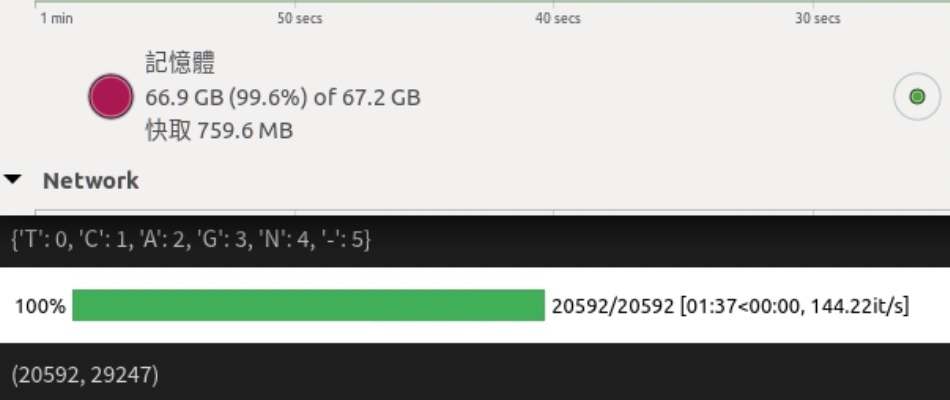 1 min 50 secs 40 secs 30 secs
記憶體
66.9 GB (99.6%) of 67.2 GB
快取 759.6 MB
Network
{'T': 0, 'C': 1, 'A': 2, 'G': 3, 'N': 4, '-': 5}
100% 20592/20592 [01:37<00:00, 144.22it/s]
(20592, 29247)